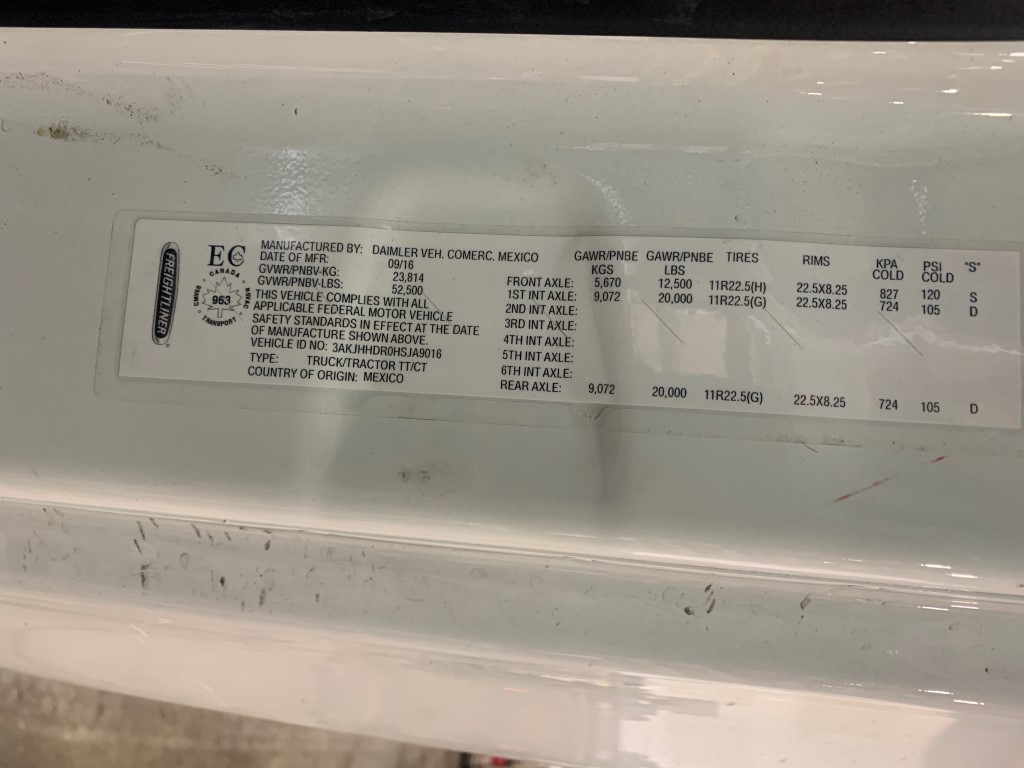 FREIGHTLINER
EC
CANADA
963
TRANSPORT
MANUFACTURED BY: DAIMLER VEH. COMERC. MEXICO
DATE OF MFR: 09/16
GVWR/PNBV-KG: 23,814
GVWR/PNBV-LBS: 52,500
THIS VEHICLE COMPLIES WITH ALL
APPLICABLE FEDERAL MOTOR VEHICLE
SAFETY STANDARDS IN EFFECT AT THE DATE
OF MANUFACTURE SHOWN ABOVE.
VEHICLE ID NO: 3AKJHHDR0HSJA9016
TYPE: TRUCK/TRACTOR TT/CT
COUNTRY OF ORIGIN: MEXICO
GAWR/PNBE KGS GAWR/PNBE LBS TIRES RIMS KPA COLD PSI COLD "S"
FRONT AXLE: 5,670 12,500 11R22.5(H) 22.5X8.25 827 120 S
1ST INT AXLE: 9,072 20,000 11R22.5(G) 22.5X8.25 724 105 D
2ND INT AXLE:
3RD INT AXLE:
4TH INT AXLE:
5TH INT AXLE:
6TH INT AXLE:
REAR AXLE: 9,072 20,000 11R22.5(G) 22.5X8.25 724 105 D